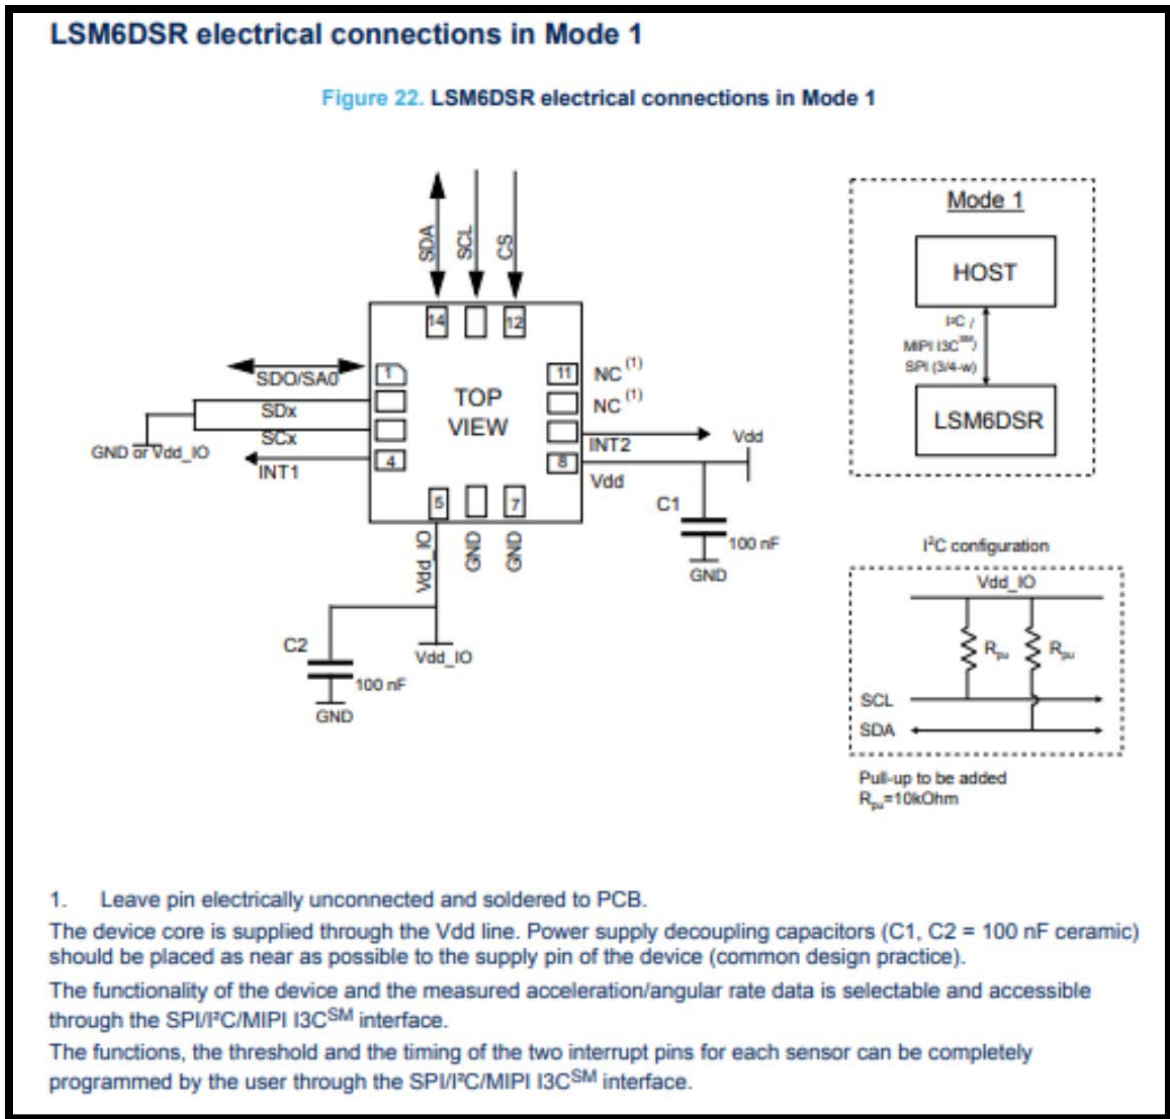 LSM6DSR electrical connections in Mode 1
Figure 22. LSM6DSR electrical connections in Mode 1
SDA
SCL
CS
14
12
SDO/SA0
1
SDx
SCx
GND or Vdd_IO
INT1
4
TOP
VIEW
11
NC (1)
NC (1)
INT2
8
Vdd
Vdd
5
7
Vdd_IO
GND
GND
C1
100 nF
GND
C2
100 nF
GND
Vdd_IO
Mode 1
HOST
I²C /
MIPI I3C℠/
SPI (3/4-w)
LSM6DSR
I²C configuration
Vdd_IO
Rpu
Rpu
SCL
SDA
Pull-up to be added
Rpu=10kOhm
1. Leave pin electrically unconnected and soldered to PCB.
The device core is supplied through the Vdd line. Power supply decoupling capacitors (C1, C2 = 100 nF ceramic)
should be placed as near as possible to the supply pin of the device (common design practice).
The functionality of the device and the measured acceleration/angular rate data is selectable and accessible
through the SPI/I²C/MIPI I3C℠ interface.
The functions, the threshold and the timing of the two interrupt pins for each sensor can be completely
programmed by the user through the SPI/I²C/MIPI I3C℠ interface.